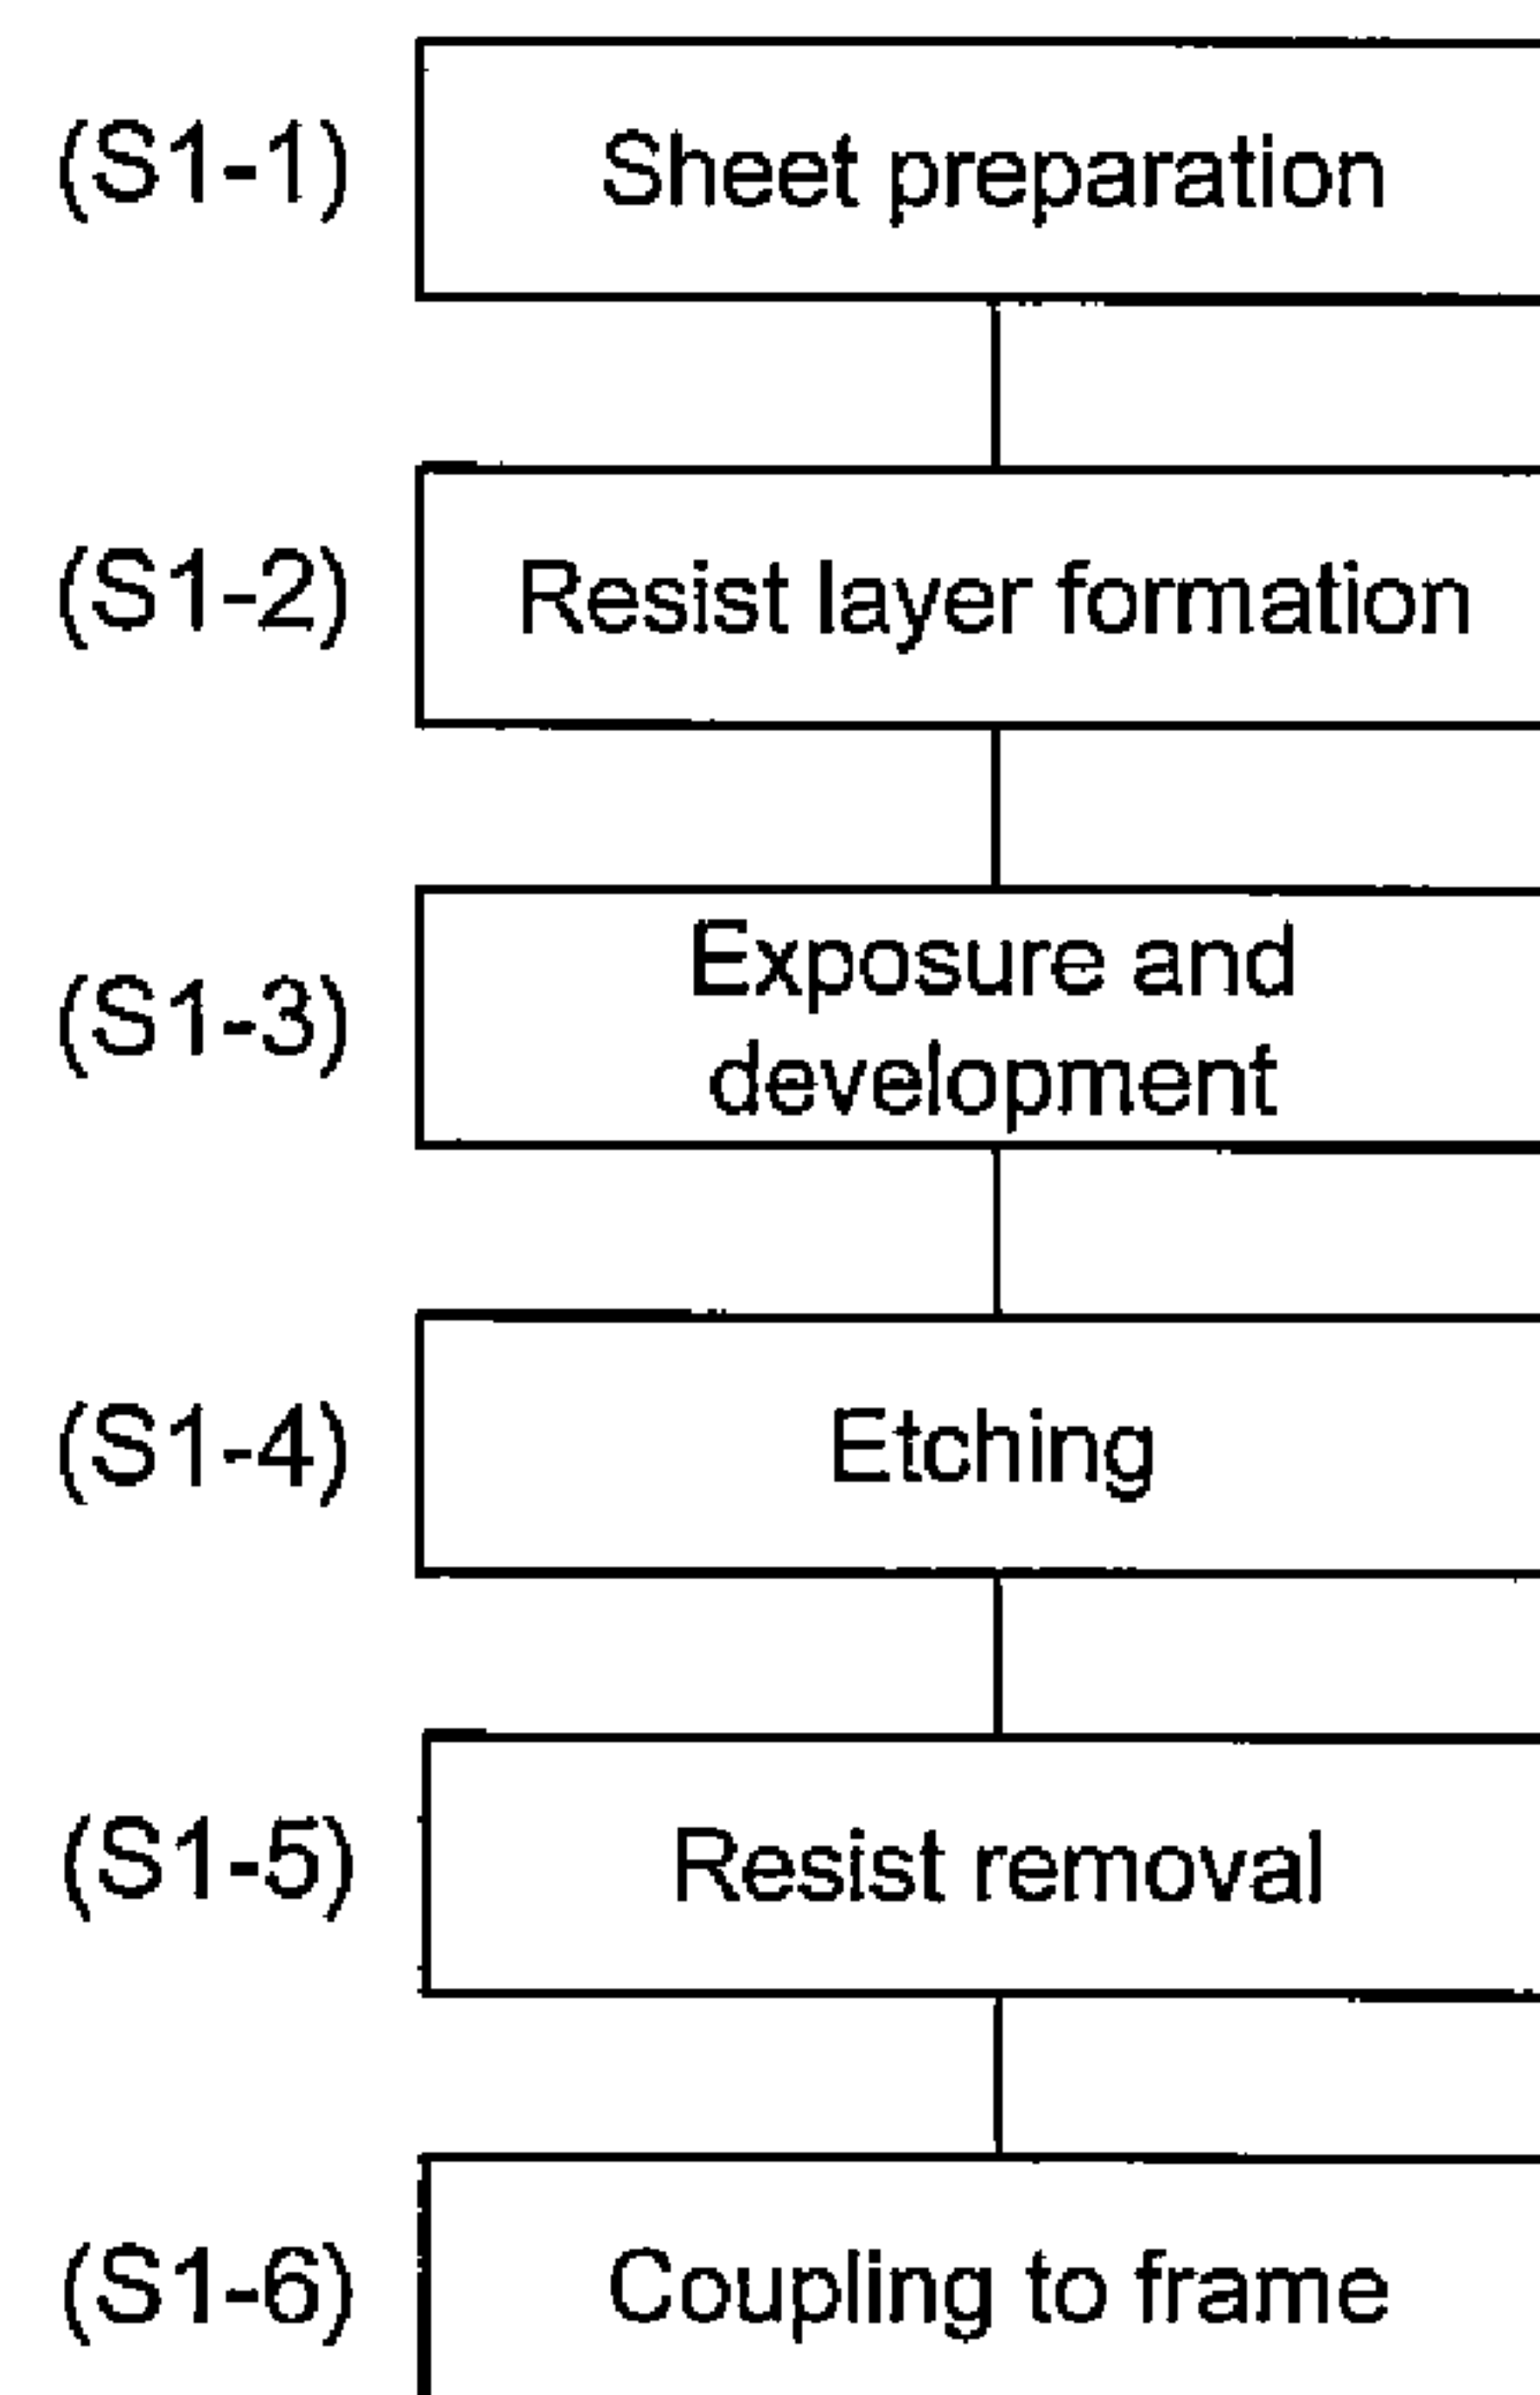 (S1-1) Sheet preparation
(S1-2) Resist layer formation
(S1-3) Exposure and
development
(S1-4) Etching
(S1-5) Resist removal
(S1-6) Coupling to frame